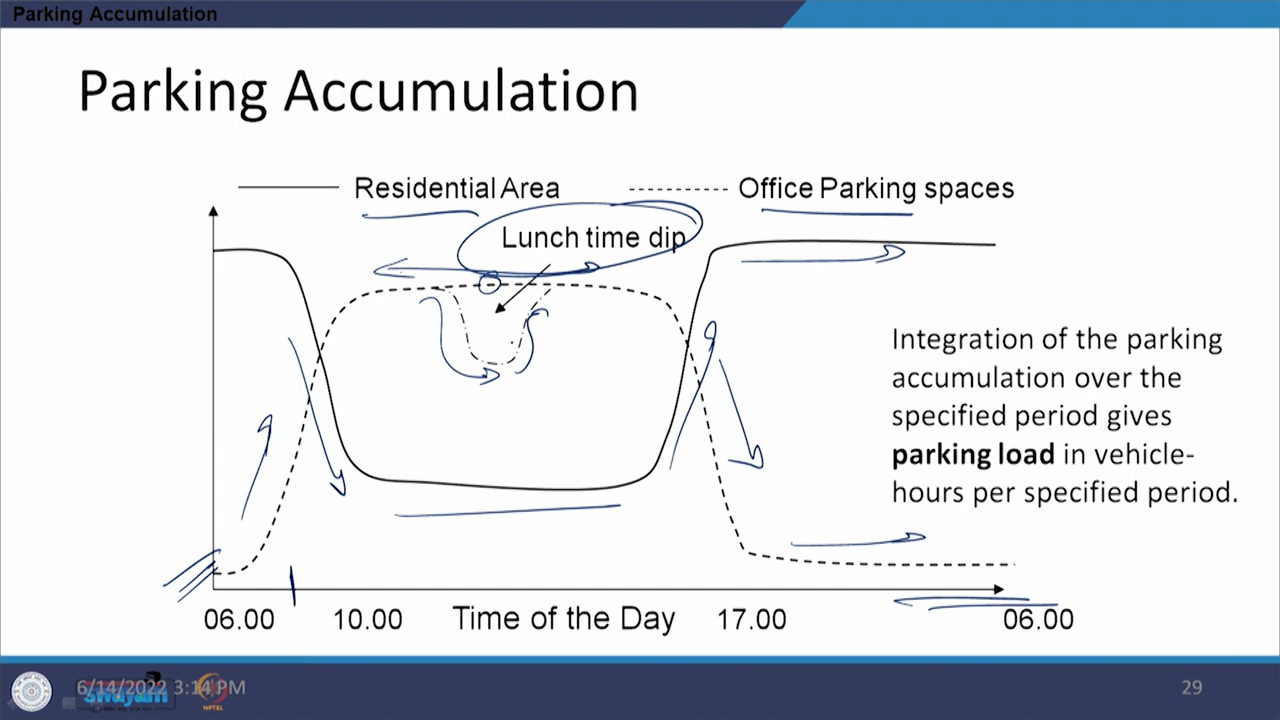 Parking Accumulation
Parking Accumulation
Residential Area
Office Parking spaces
Lunch time dip
Integration of the parking
accumulation over the
specified period gives
parking load in vehicle-
hours per specified period.
06.00
10.00
Time of the Day
17.00
06.00
6/14/2022 3:14 PM
swayam
NPTEL
29